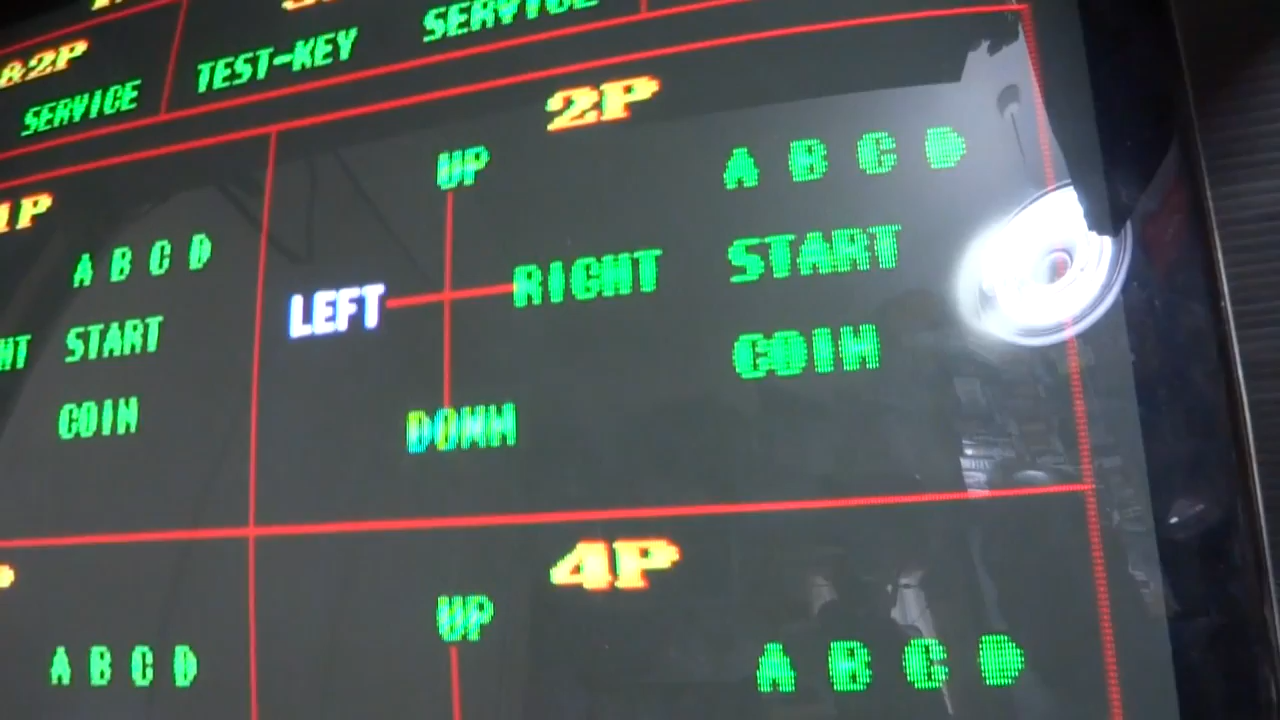 &2P
SERVICE
TEST-KEY
SERVICE
1P
A B C D
START
COIN
2P
UP
LEFT
RIGHT
DOWN
A B C D
START
COIN
A B C D
4P
UP
A B C D